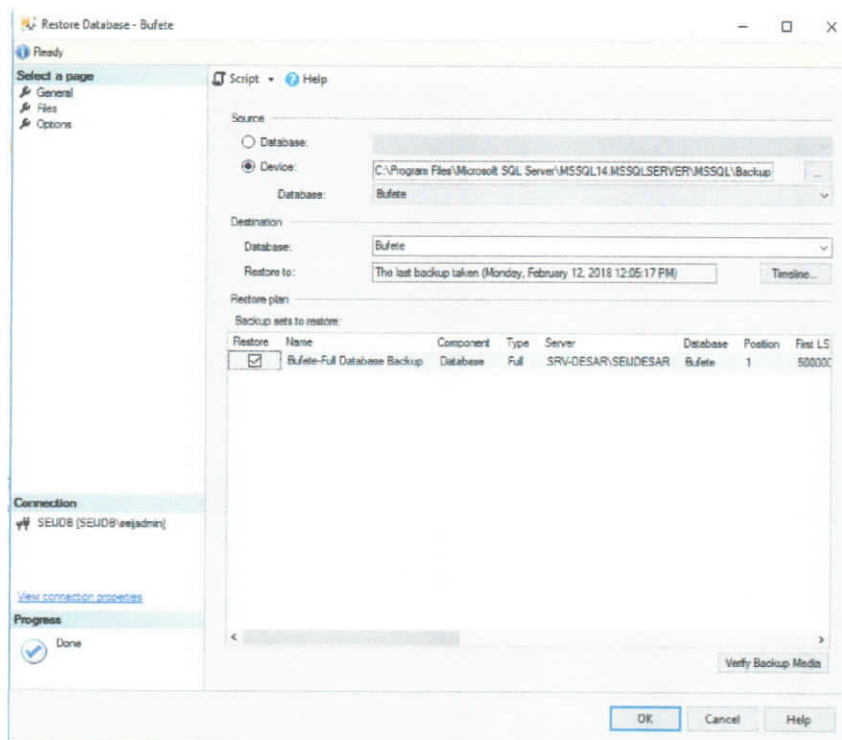 Restore Database - Bufete
Ready
Select a page
General
Files
Options
Script
Help
Source
Database:
Device:
C:\Program Files\Microsoft SQL Server\MSSQL14.MSSQLSERVER\MSSQL\Backup
...
Database:
Bufete
Destination
Database:
Bufete
Restore to:
The last backup taken (Monday, February 12, 2018 12:05:17 PM)
Timeline...
Restore plan
Backup sets to restore:
Restore Name Component Type Server Database Position First LS
Bufete-Full Database Backup Database Full SRV-DESAR\SEIJDESAR Bufete 1 50000
Connection
SEIJDB [SEIJDB\seijadmin]
View connection properties
Progress
Done
Verify Backup Media
OK Cancel Help